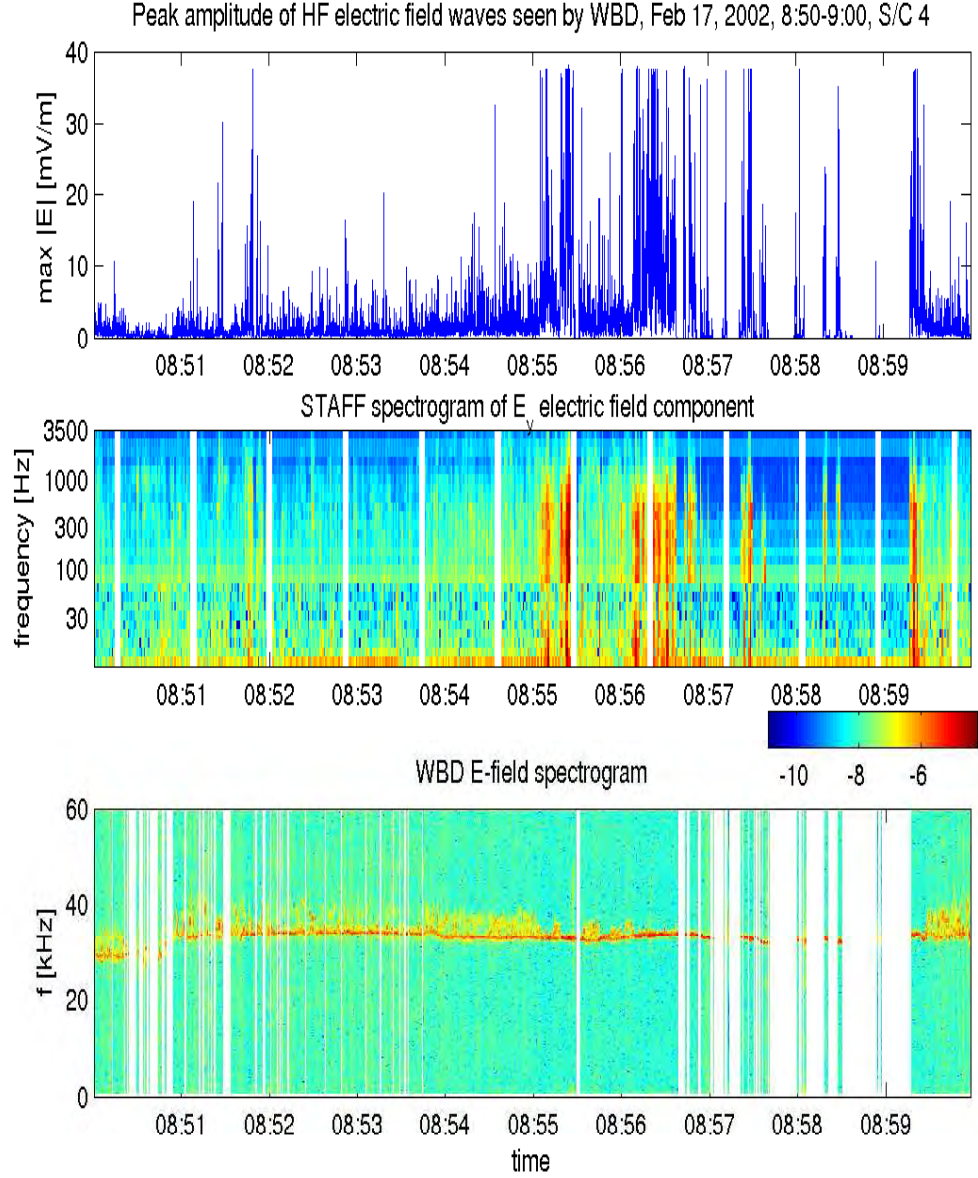 Peak amplitude of HF electric field waves seen by WBD, Feb 17, 2002, 8:50-9:00, S/C 4
max |E| [mV/m]
40
30
20
10
0
08:51 08:52 08:53 08:54 08:55 08:56 08:57 08:58 08:59
STAFF spectrogram of Ey electric field component
frequency [Hz]
3500
1000
300
100
30
08:51 08:52 08:53 08:54 08:55 08:56 08:57 08:58 08:59
-10 -8 -6
WBD E-field spectrogram
f [kHz]
60
40
20
0
08:51 08:52 08:53 08:54 08:55 08:56 08:57 08:58 08:59
time